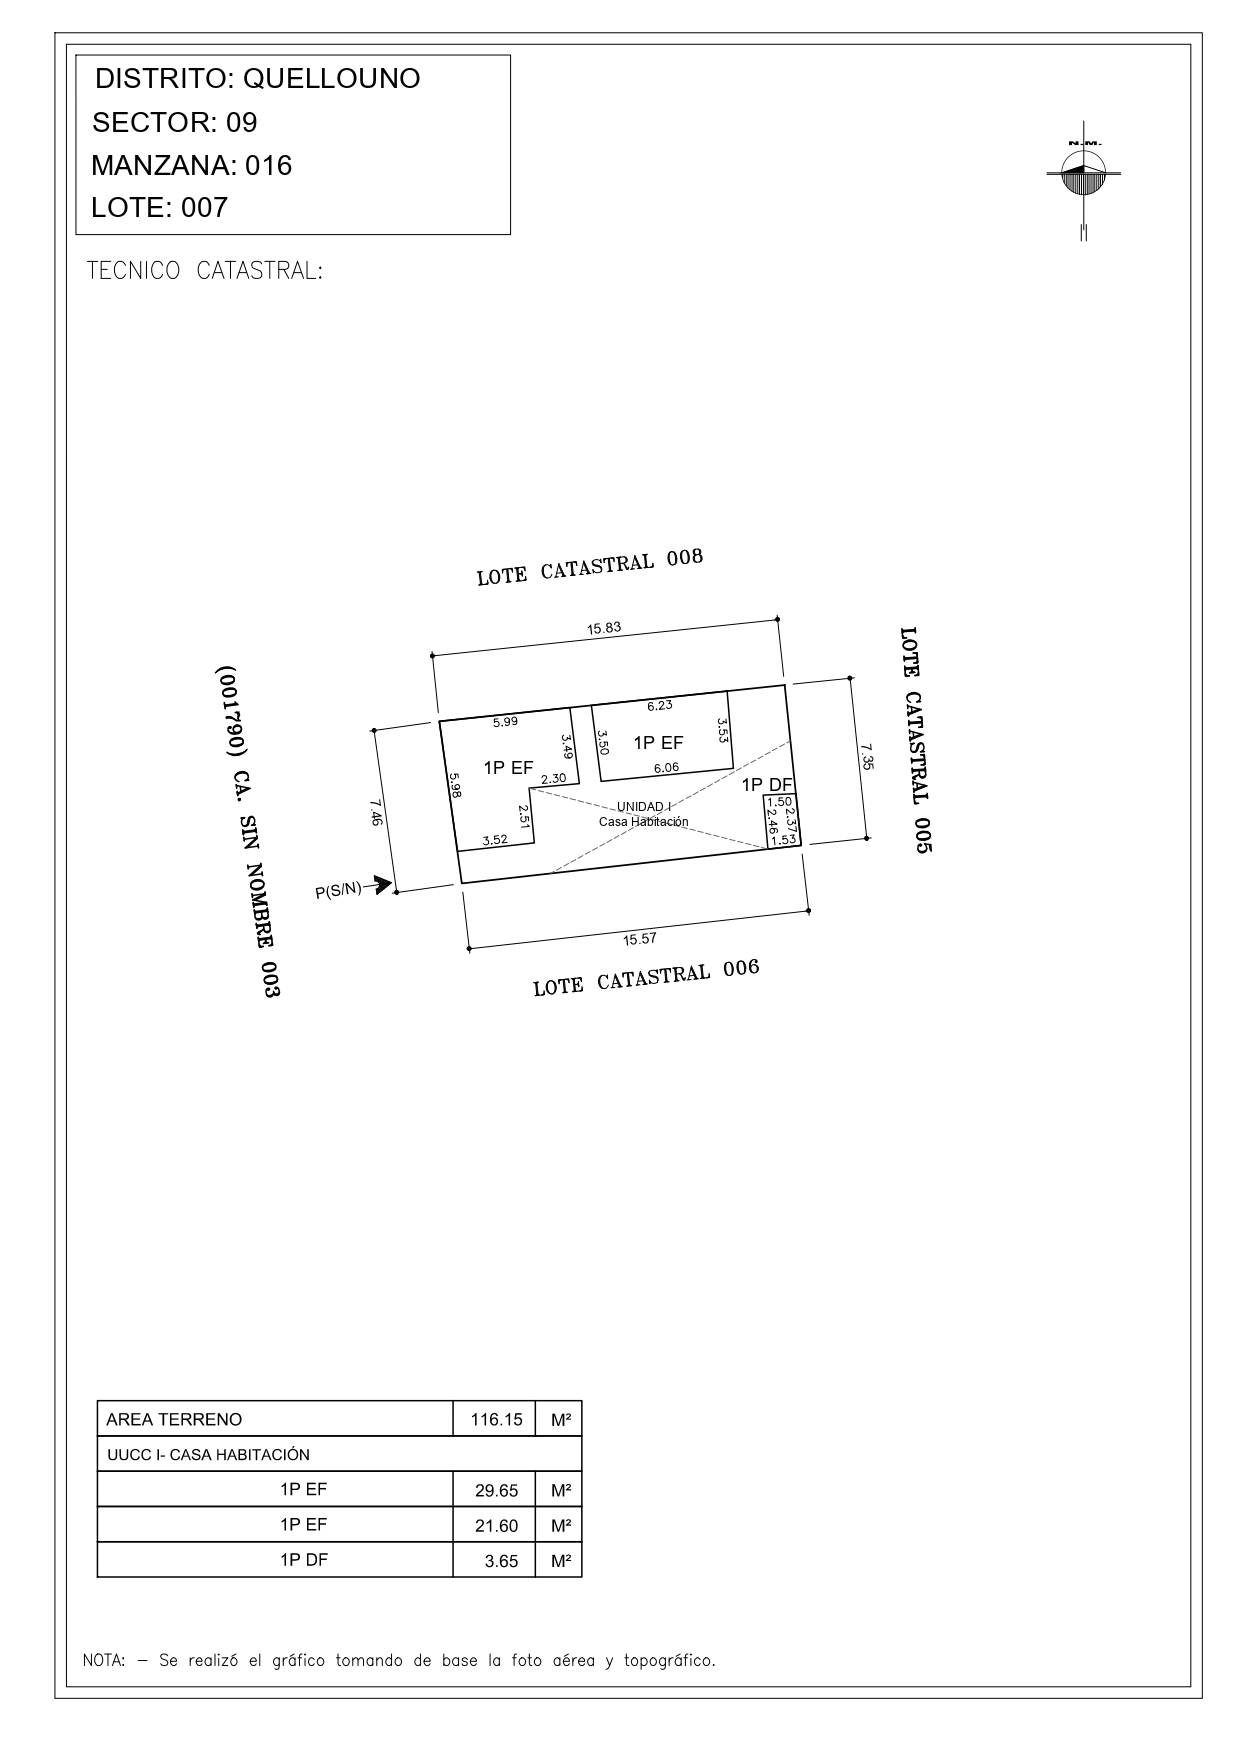 DISTRITO: QUELLOUNO
SECTOR: 09
MANZANA: 016
LOTE: 007
N.M.
TECNICO CATASTRAL:
LOTE CATASTRAL 008
15.83
(001790) CA. SIN NOMBRE 003
LOTE CATASTRAL 005
7.46
7.35
5.99
3.49
1P EF
5.98
2.30
2.51
3.52
6.23
3.50
3.53
1P EF
6.06
1P DF
1.50
2.46
2.37
1.53
UNIDAD I
Casa Habitación
P(S/N)
15.57
LOTE CATASTRAL 006
AREA TERRENO 116.15 M²
UUCC I- CASA HABITACIÓN
1P EF 29.65 M²
1P EF 21.60 M²
1P DF 3.65 M²
NOTA: – Se realizó el gráfico tomando de base la foto aérea y topográfico.